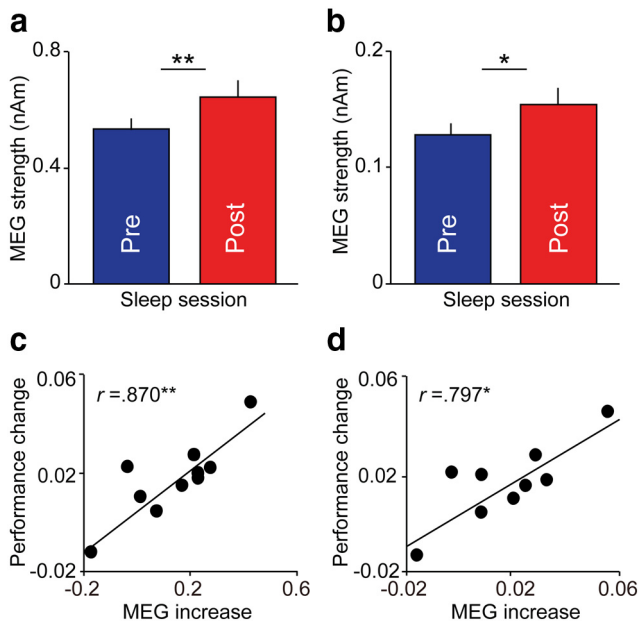 a
0.8
0.4
0
MEG strength (nAm)
**
Pre
Post
Sleep session
b
0.2
0.1
0
MEG strength (nAm)
*
Pre
Post
Sleep session
c
0.06
0.02
-0.02
Performance change
r =.870**
-0.2
0.2
0.6
MEG increase
d
0.06
0.02
-0.02
Performance change
r =.797*
-0.02
0.02
0.06
MEG increase